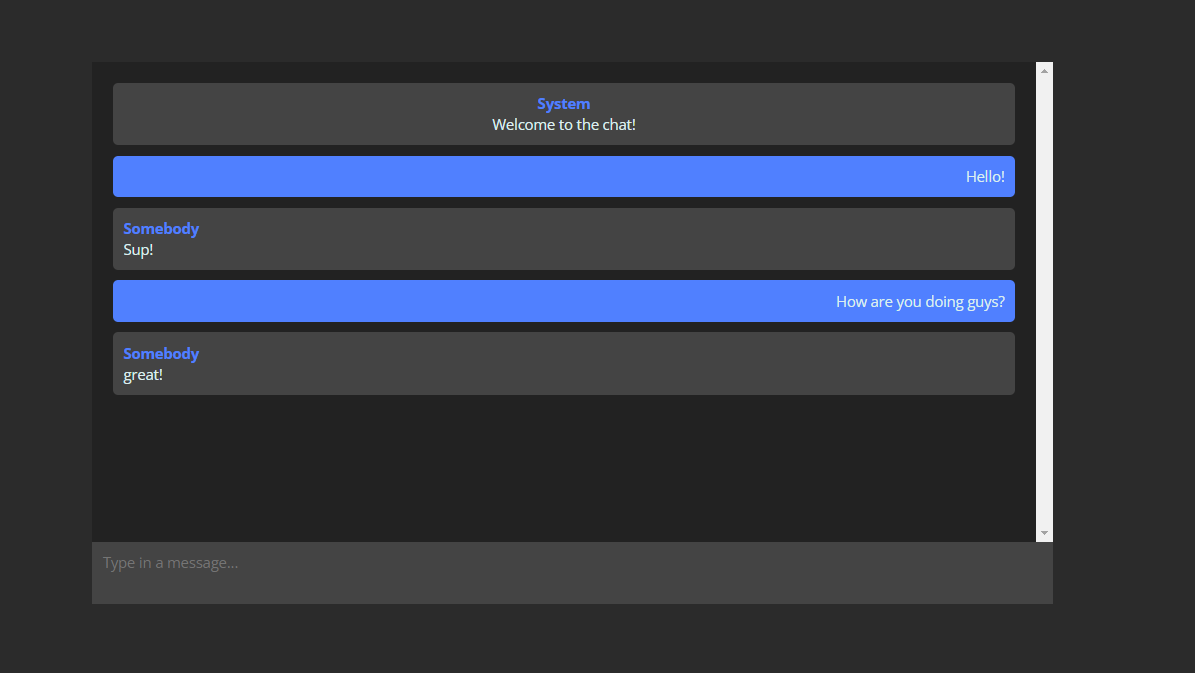 System
Welcome to the chat!
Hello!
Somebody
Sup!
How are you doing guys?
Somebody
great!
Type in a message...